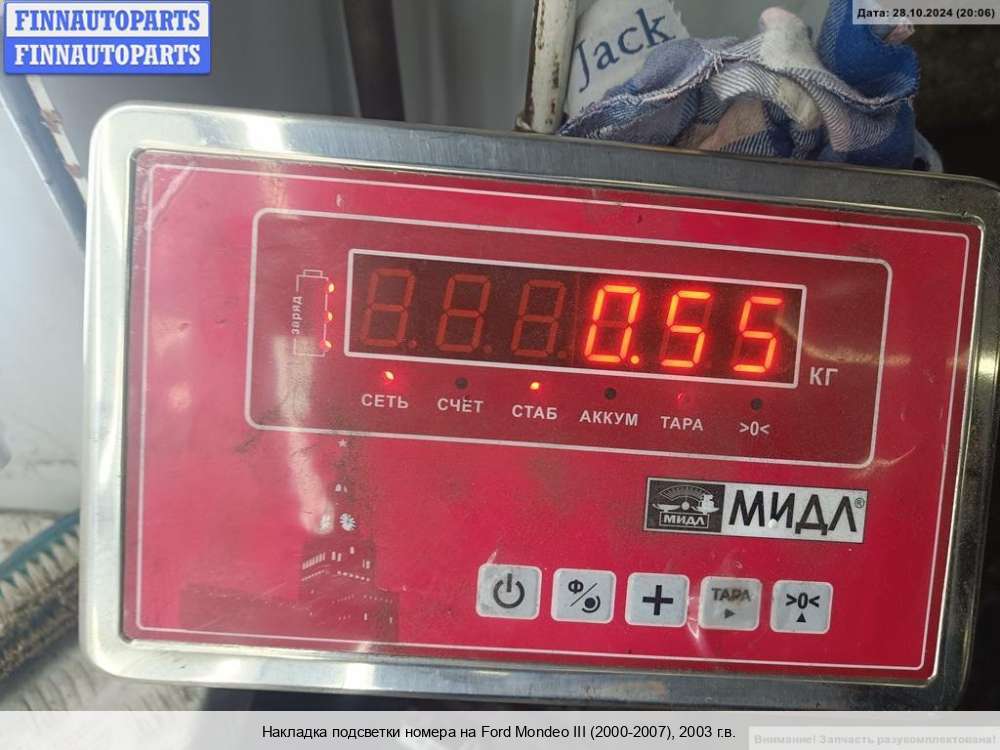 FINNAUTOPARTS
FINNAUTOPARTS
Дата: 28.10.2024 (20:06)
Jack
заряд
0.55
КГ
СЕТЬ СЧЕТ СТАБ АККУМ ТАРА >0<
МИДЛ МИДЛ®
Ф/ + ТАРА >0<
Накладка подсветки номера на Ford Mondeo III (2000-2007), 2003 г.в.
Внимание! Запчасть разукомплектована!